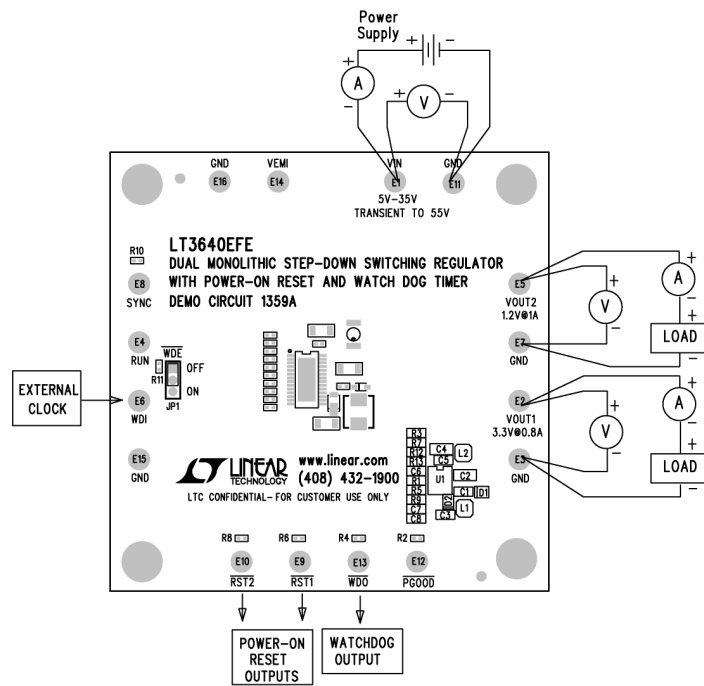 Power
Supply
+ -
+
A
-
+ V -
GND
E16
VEMI
E14
VIN
E1
GND
E11
5V-35V
TRANSIENT TO 55V
LT3640EFE
DUAL MONOLITHIC STEP-DOWN SWITCHING REGULATOR
WITH POWER-ON RESET AND WATCH DOG TIMER
DEMO CIRCUIT 1359A
R10
E8
SYNC
E4
RUN
WDE
OFF
ON
R11
JP1
EXTERNAL
CLOCK
E6
WDI
E15
GND
E5
VOUT2
1.2V@1A
E7
GND
+
A
-
+
V
-
+
LOAD
-
E2
VOUT1
3.3V@0.8A
E3
GND
+
A
-
+
V
-
+
LOAD
-
LINEAR
TECHNOLOGY
www.linear.com
(408) 432-1900
LTC CONFIDENTIAL-FOR CUSTOMER USE ONLY
R3
R7
R12
R13
C6
R1
R5
R9
C7
C8
C4
C5
L2
U1
C2
C1
D1
D2
L1
C3
R8
E10
RST2
R6
E9
RST1
R4
E13
WDO
R2
E12
PGOOD
POWER-ON
RESET
OUTPUTS
WATCHDOG
OUTPUT